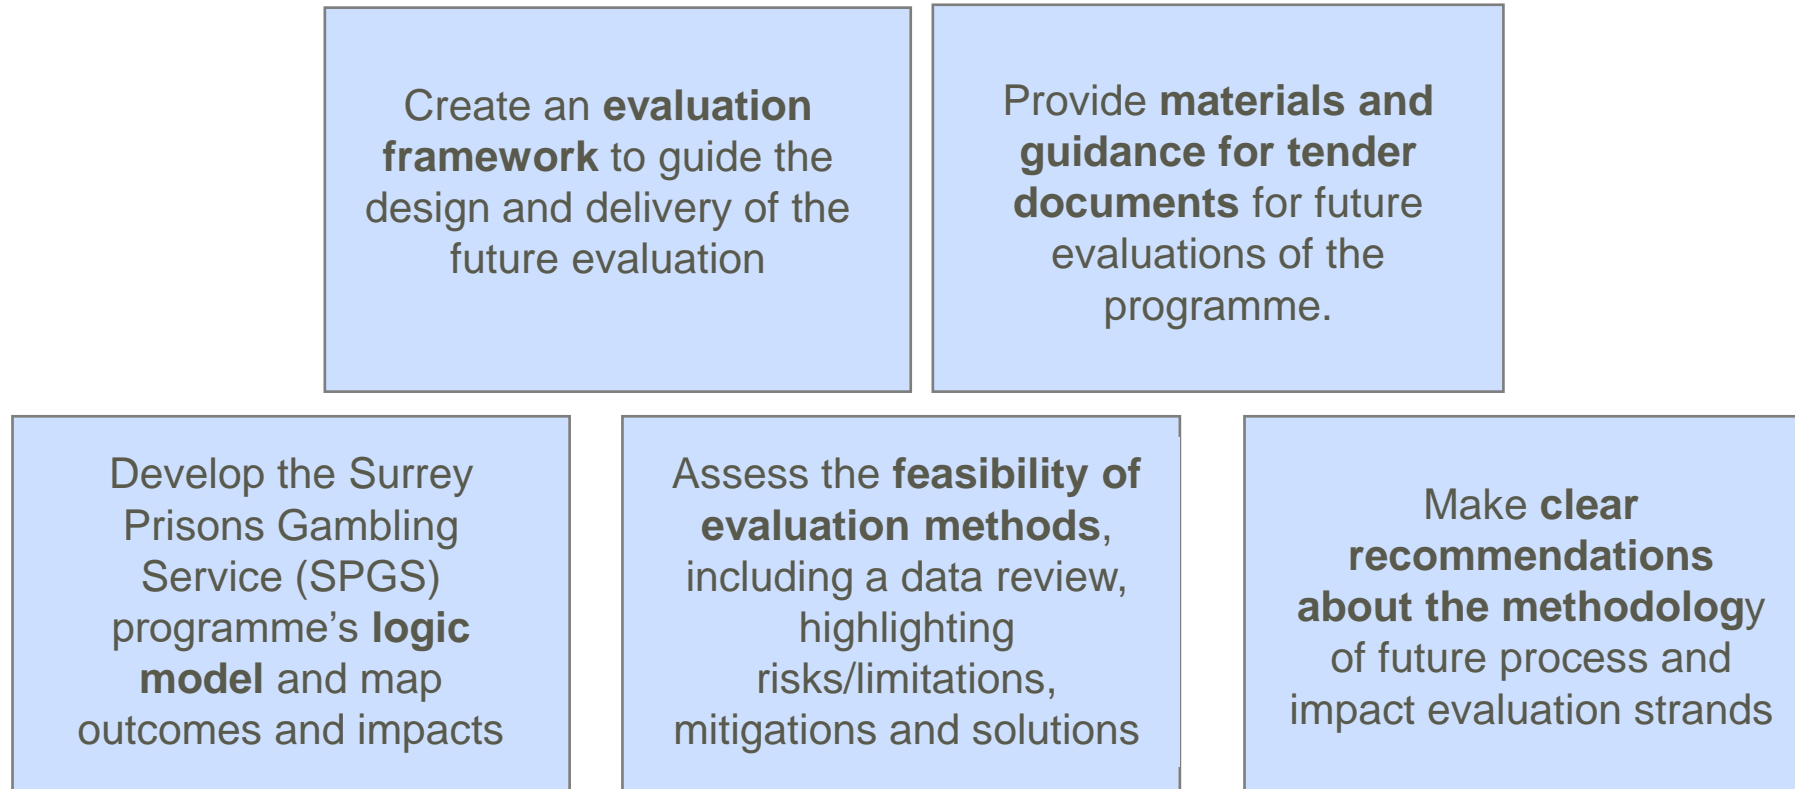 Create an evaluation
framework to guide the
design and delivery of the
future evaluation
Provide materials and
guidance for tender
documents for future
evaluations of the
programme.
Develop the Surrey
Prisons Gambling
Service (SPGS)
programme’s logic
model and map
outcomes and impacts
Assess the feasibility of
evaluation methods,
including a data review,
highlighting
risks/limitations,
mitigations and solutions
Make clear
recommendations
about the methodology
of future process and
impact evaluation strands